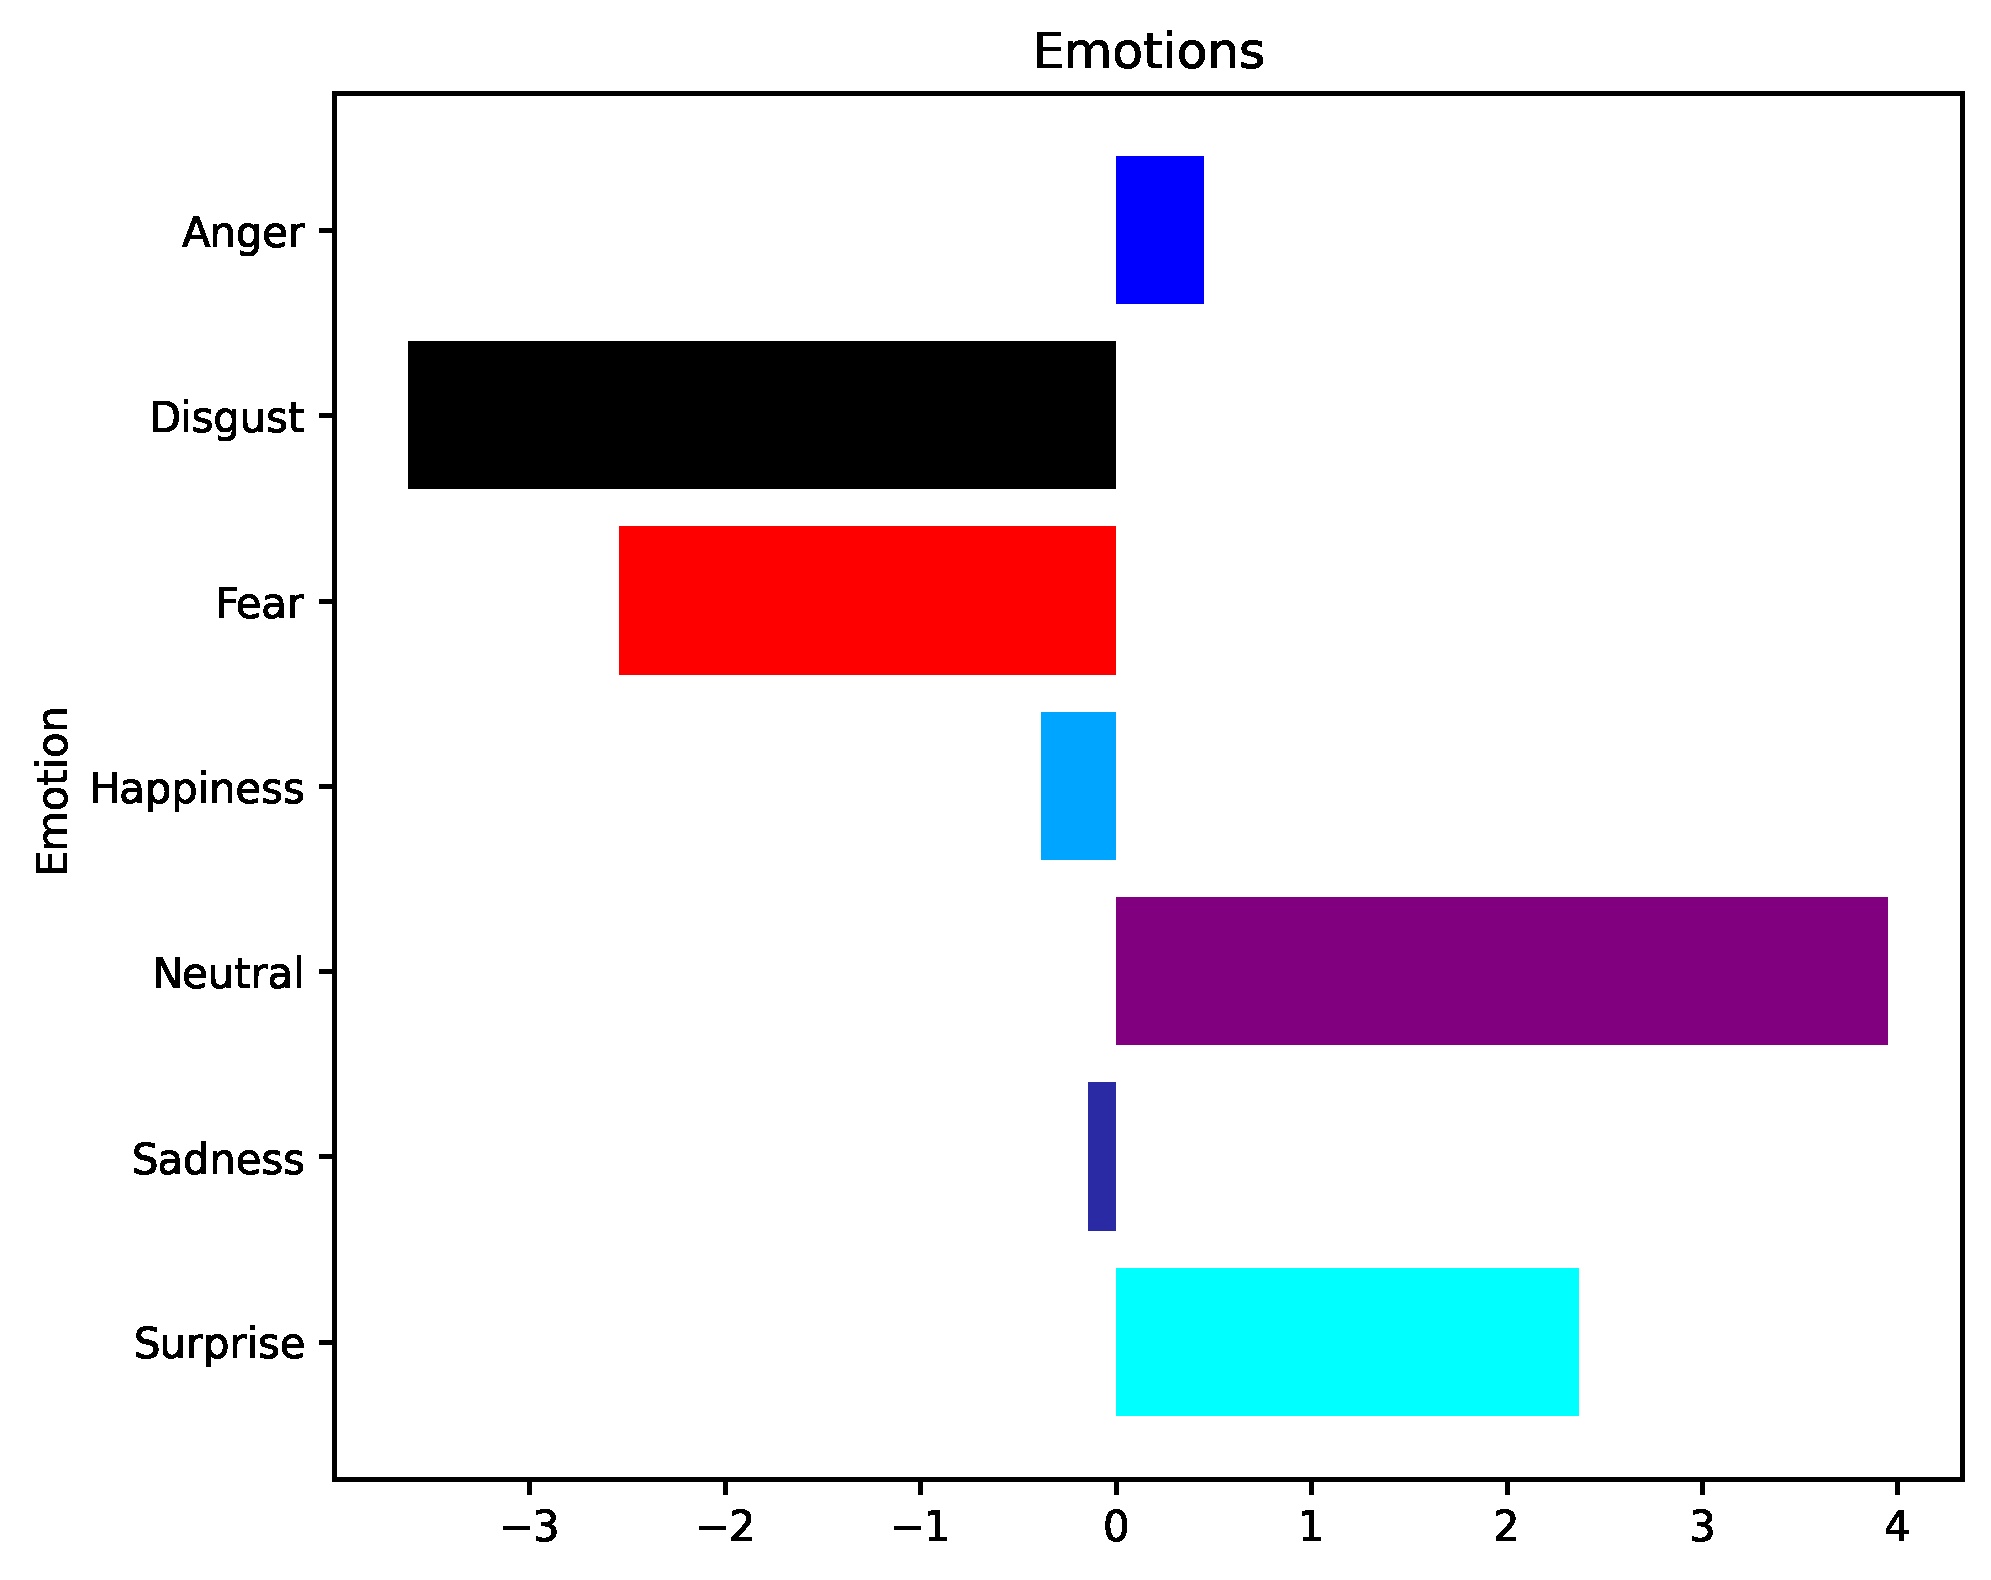 Emotions
Emotion
Anger
Disgust
Fear
Happiness
Neutral
Sadness
Surprise
−3 −2 −1 0 1 2 3 4